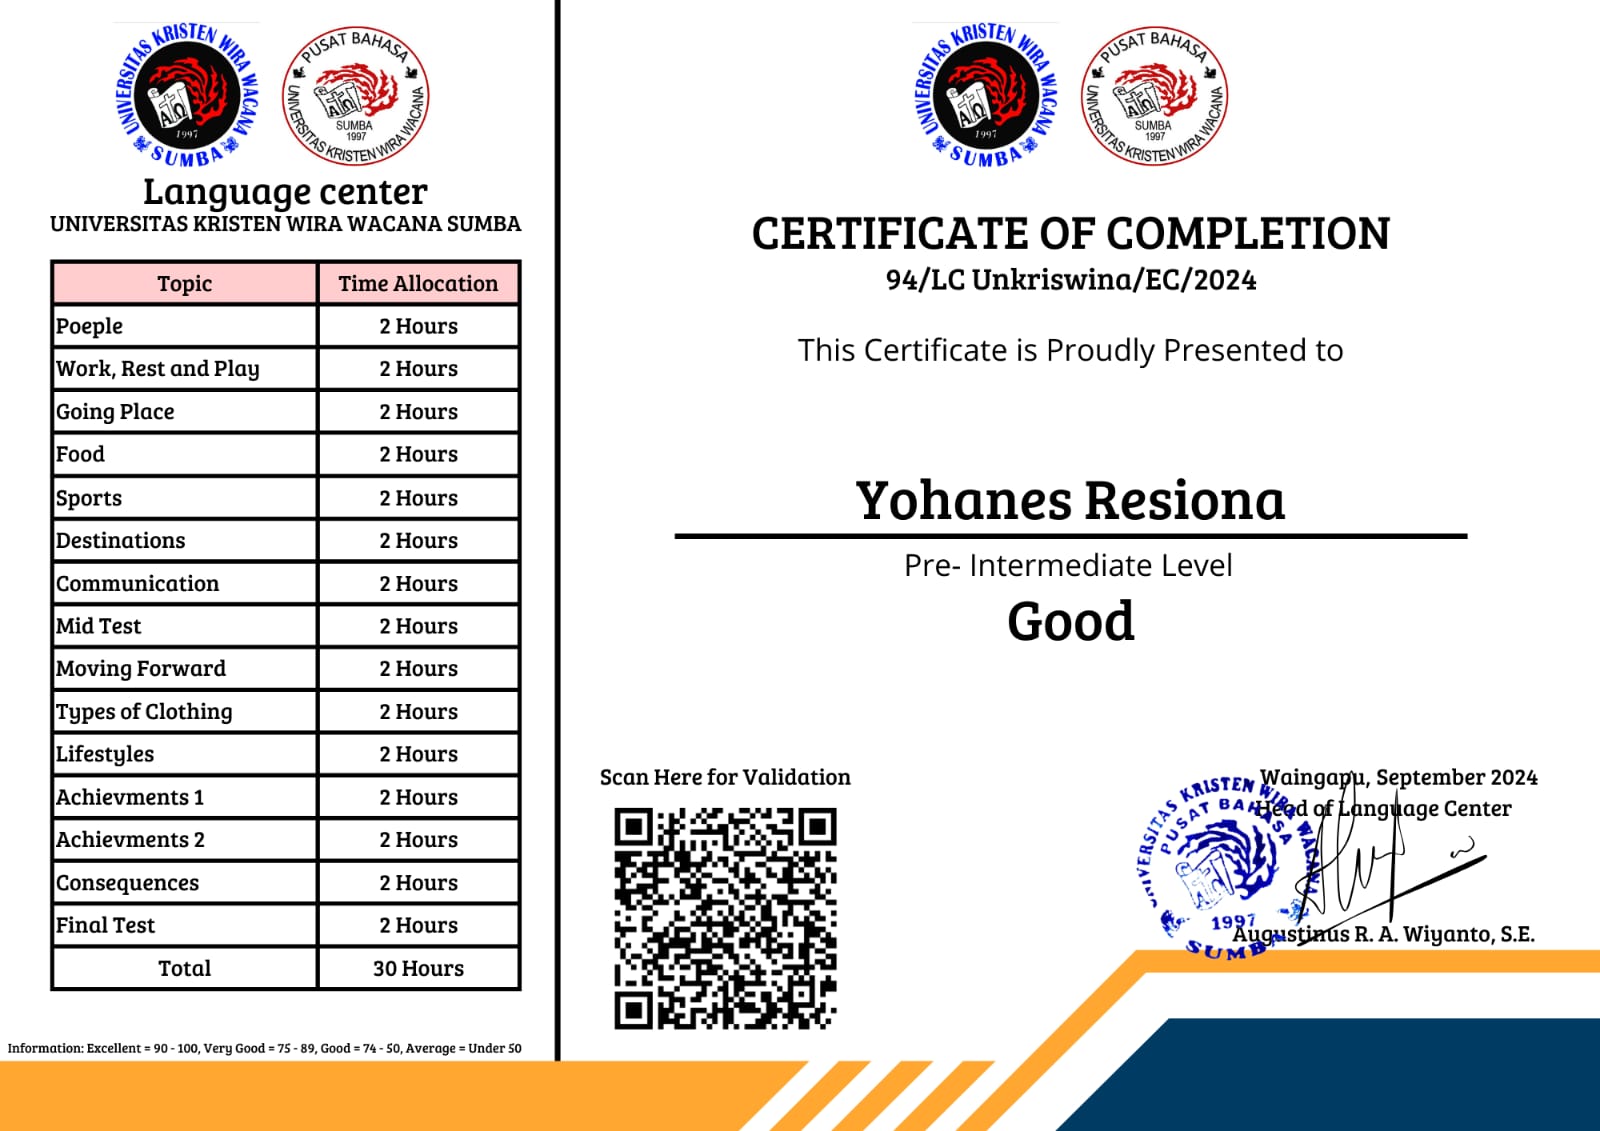 UNIVERSITAS KRISTEN WIRA WACANA
SUMBA
1997
PUSAT BAHASA
UNIVERSITAS KRISTEN WIRA WACANA
SUMBA
1997
Language center
UNIVERSITAS KRISTEN WIRA WACANA SUMBA
Topic Time Allocation
Poeple 2 Hours
Work, Rest and Play 2 Hours
Going Place 2 Hours
Food 2 Hours
Sports 2 Hours
Destinations 2 Hours
Communication 2 Hours
Mid Test 2 Hours
Moving Forward 2 Hours
Types of Clothing 2 Hours
Lifestyles 2 Hours
Achievments 1 2 Hours
Achievments 2 2 Hours
Consequences 2 Hours
Final Test 2 Hours
Total 30 Hours
Information: Excellent = 90 - 100, Very Good = 75 - 89, Good = 74 - 50, Average = Under 50
UNIVERSITAS KRISTEN WIRA WACANA
SUMBA
1997
PUSAT BAHASA
UNIVERSITAS KRISTEN WIRA WACANA
SUMBA
1997
CERTIFICATE OF COMPLETION
94/LC Unkriswina/EC/2024
This Certificate is Proudly Presented to
Yohanes Resiona
Pre- Intermediate Level
Good
Scan Here for Validation
Waingapu, September 2024
Head of Language Center
UNIVERSITAS KRISTEN WIRA WACANA
PUSAT BAHASA
1997
SUMBA
Augustinus R. A. Wiyanto, S.E.